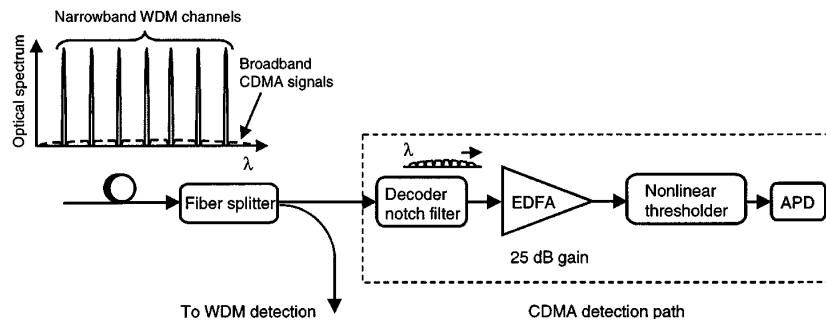 Narrowband WDM channels
Optical spectrum
Broadband
CDMA signals
λ
λ
Fiber splitter
Decoder
notch filter
EDFA
Nonlinear
thresholder
APD
25 dB gain
To WDM detection
CDMA detection path